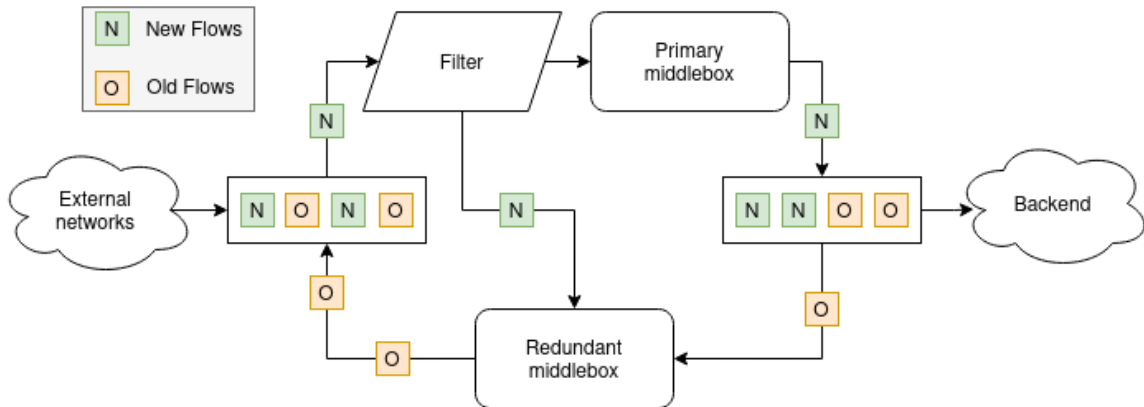 N New Flows
O Old Flows
Filter
Primary
middlebox
N
N
External
networks
N O N O
N
N N O O
Backend
O
O
O
Redundant
middlebox